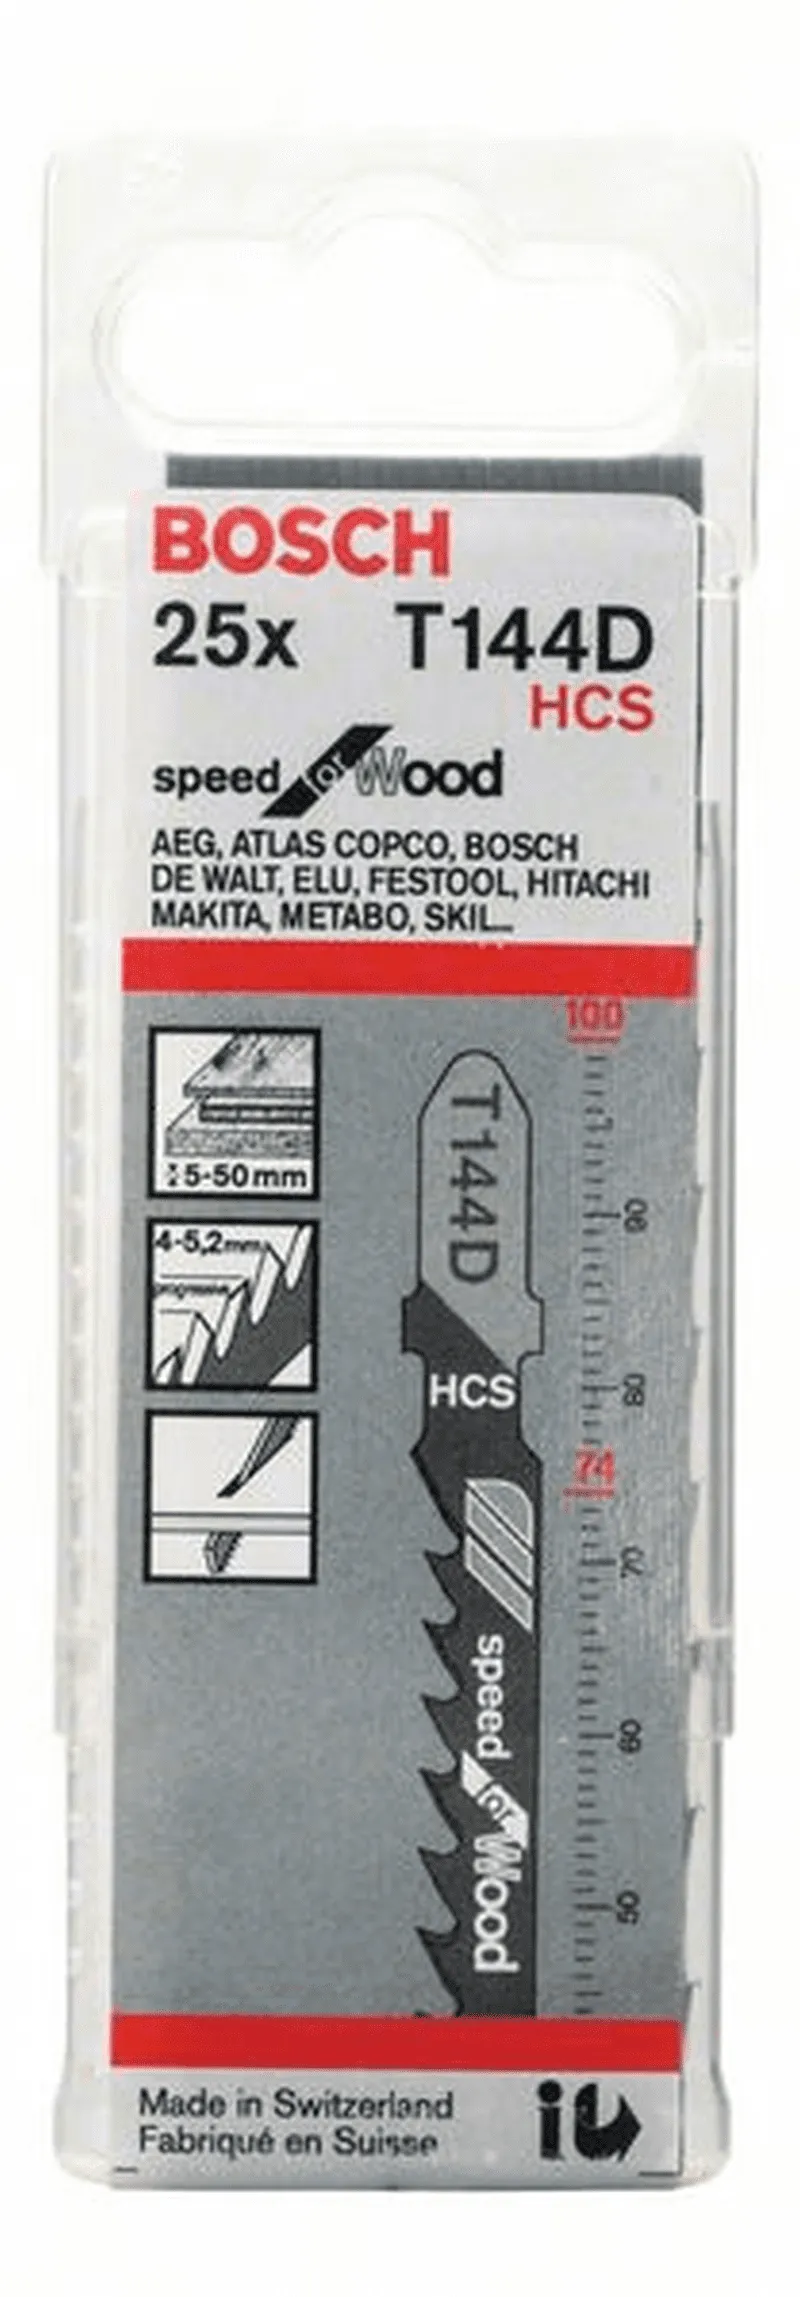 BOSCH
25x T144D
HCS
speed for Wood
AEG, ATLAS COPCO, BOSCH
DE WALT, ELU, FESTOOL, HITACHI
MAKITA, METABO, SKIL...
100
5-50mm
T144D
90
4-5,2mm
progressive
HCS
80
74
70
speed for Wood
60
50
Made in Switzerland
Fabriqué en Suisse